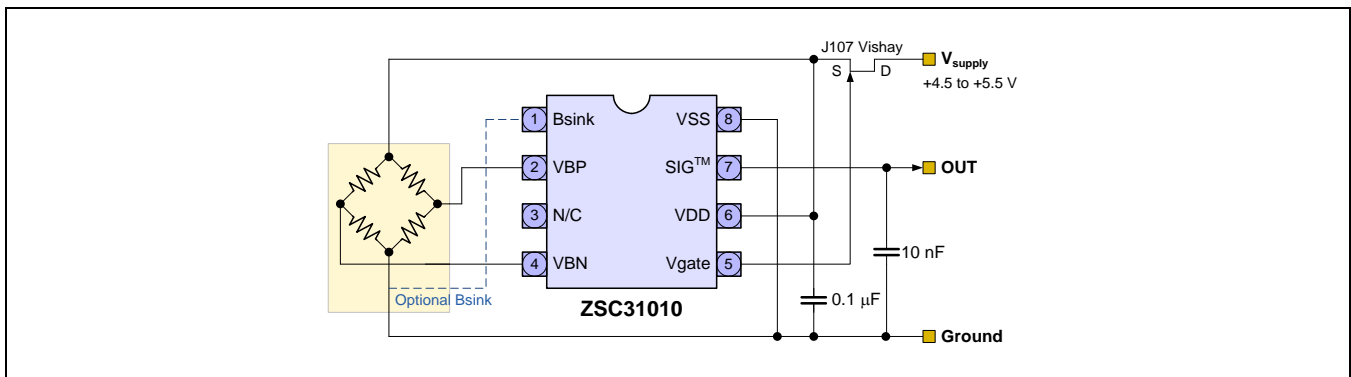 J107 Vishay
S D
V_supply
+4.5 to +5.5 V
1 Bsink VSS 8
2 VBP SIG™ 7
OUT
3 N/C VDD 6
4 VBN Vgate 5
10 nF
Optional Bsink
0.1 μF
ZSC31010
Ground